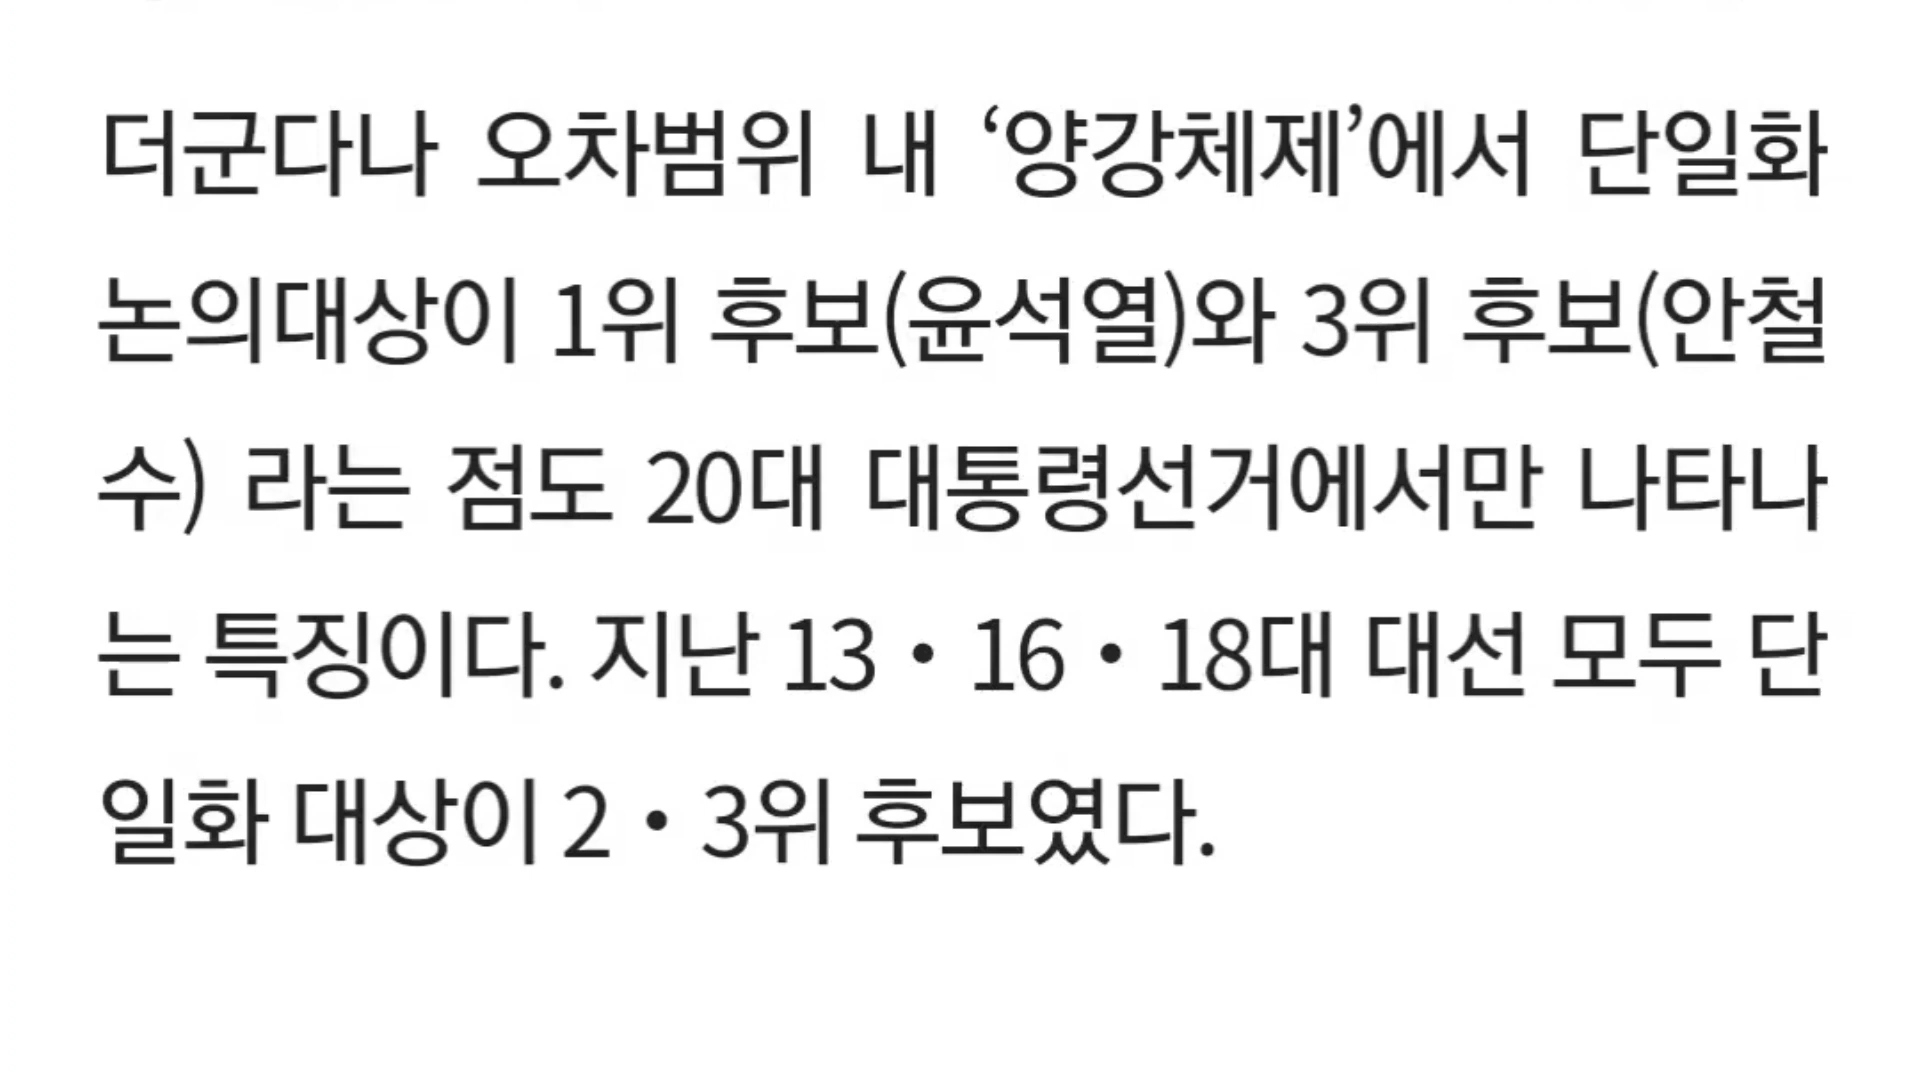 더군다나 오차범위 내 ‘양강체제’에서 단일화
논의대상이 1위 후보(윤석열)와 3위 후보(안철
수) 라는 점도 20대 대통령선거에서만 나타나
는 특징이다. 지난 13・16・18대 대선 모두 단
일화 대상이 2・3위 후보였다.